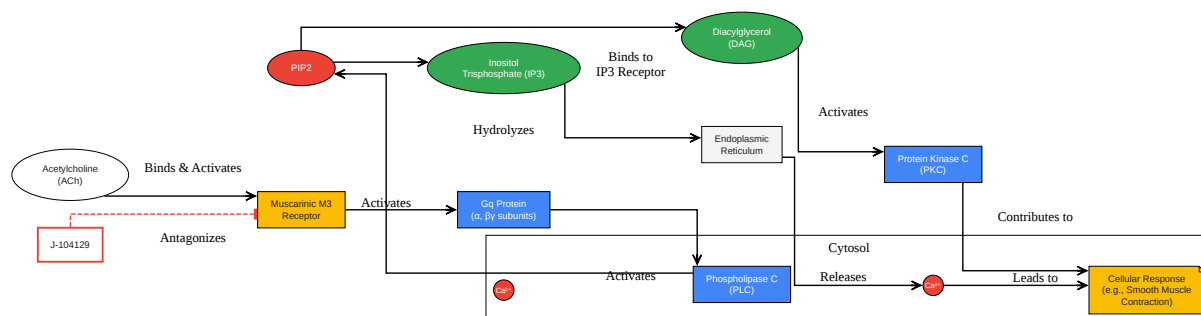 Diacylglycerol
(DAG)
PIP2
Inositol
Trisphosphate (IP3)
Binds to
IP3 Receptor
Activates
Hydrolyzes
Endoplasmic
Reticulum
Protein Kinase C
(PKC)
Acetylcholine
(ACh)
Binds & Activates
Muscarinic M3
Receptor
Activates
Gq Protein
(α, βγ subunits)
Contributes to
J-104129
Antagonizes
Cytosol
Activates
Phospholipase C
(PLC)
Releases
Ca²⁺
Ca²⁺
Leads to
Cellular Response
(e.g., Smooth Muscle
Contraction)